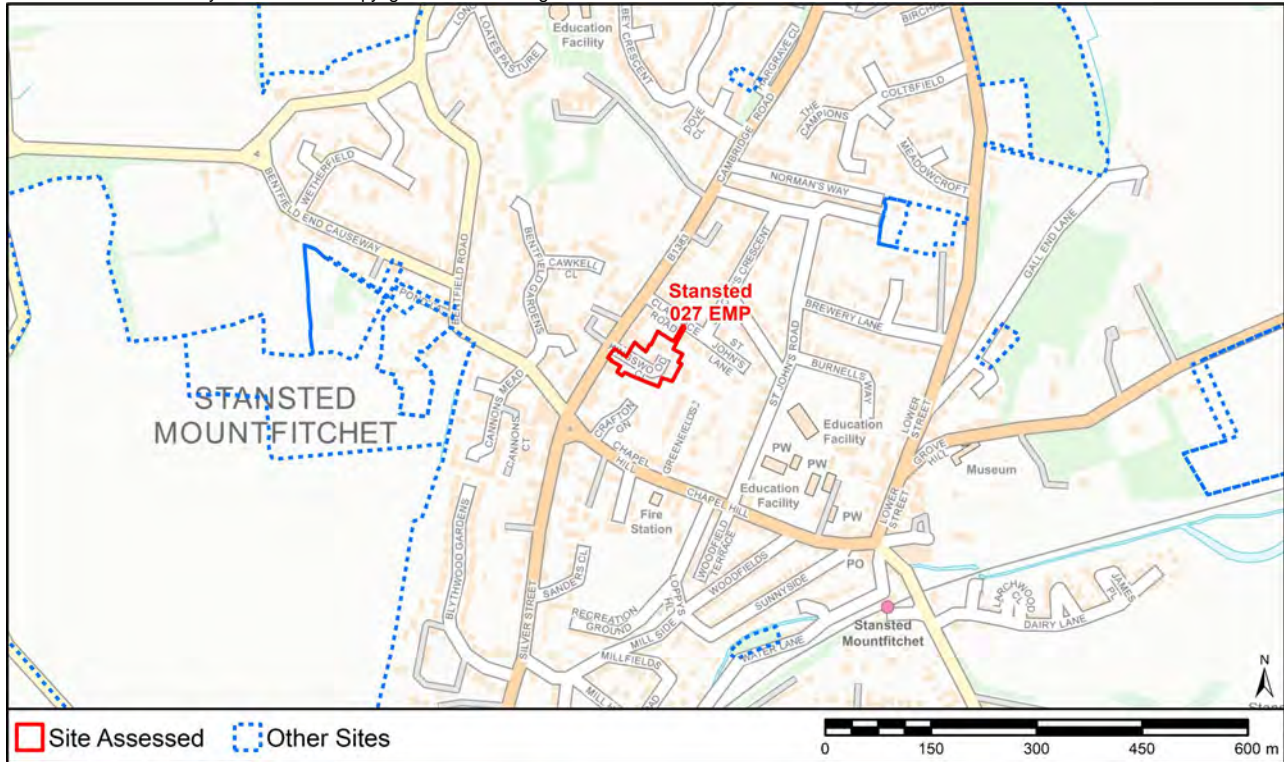 Education
Facility
BIRCHA
LOATES PASTURE
BEY CRESCENT
HARGRAVE CL
DOVE
CL
CAMBRIDGE ROAD
THE
CAMPIONS
COLTSFIELD
MEADOWCROFT
WETHERFIELD
BENTFIELD END CAUSEWAY
BENTFIELD ROAD
NORMAN'S WAY
GALL END LANE
BENTFIELD GARDENS
CAWKELL
CL
B1383
S CRESCENT
Stansted
027 EMP
ROAD
ST
JOHN'S
LANE
BREWERY LANE
ST JOHN'S ROAD
BURNELLS
WAY
STANSTED
MOUNTFITCHET
CANNONS MEAD
CANNONS
CT
CRAFTON
GN
GREENFIELDS
CHAPEL
HILL
Education
Facility
LOWER
STREET
GROVE
HILL
Museum
PW
PW
Education
Facility
PW
CHAPEL HILL
LOWER
STREET
Fire
Station
BLYTHWOOD GARDENS
SANDERS CL
SILVER STREET
WOODFIELD
TERRACE
WOODFIELDS
SUNNYSIDE
PO
RECREATION
GROUND
MILL SIDE
MILLFIELDS
WATER LANE
Stansted
Mountfitchet
LARCHWOOD
CL
JAMES
PL
DAIRY LANE
N
Site Assessed
Other Sites
0 150 300 450 600 m